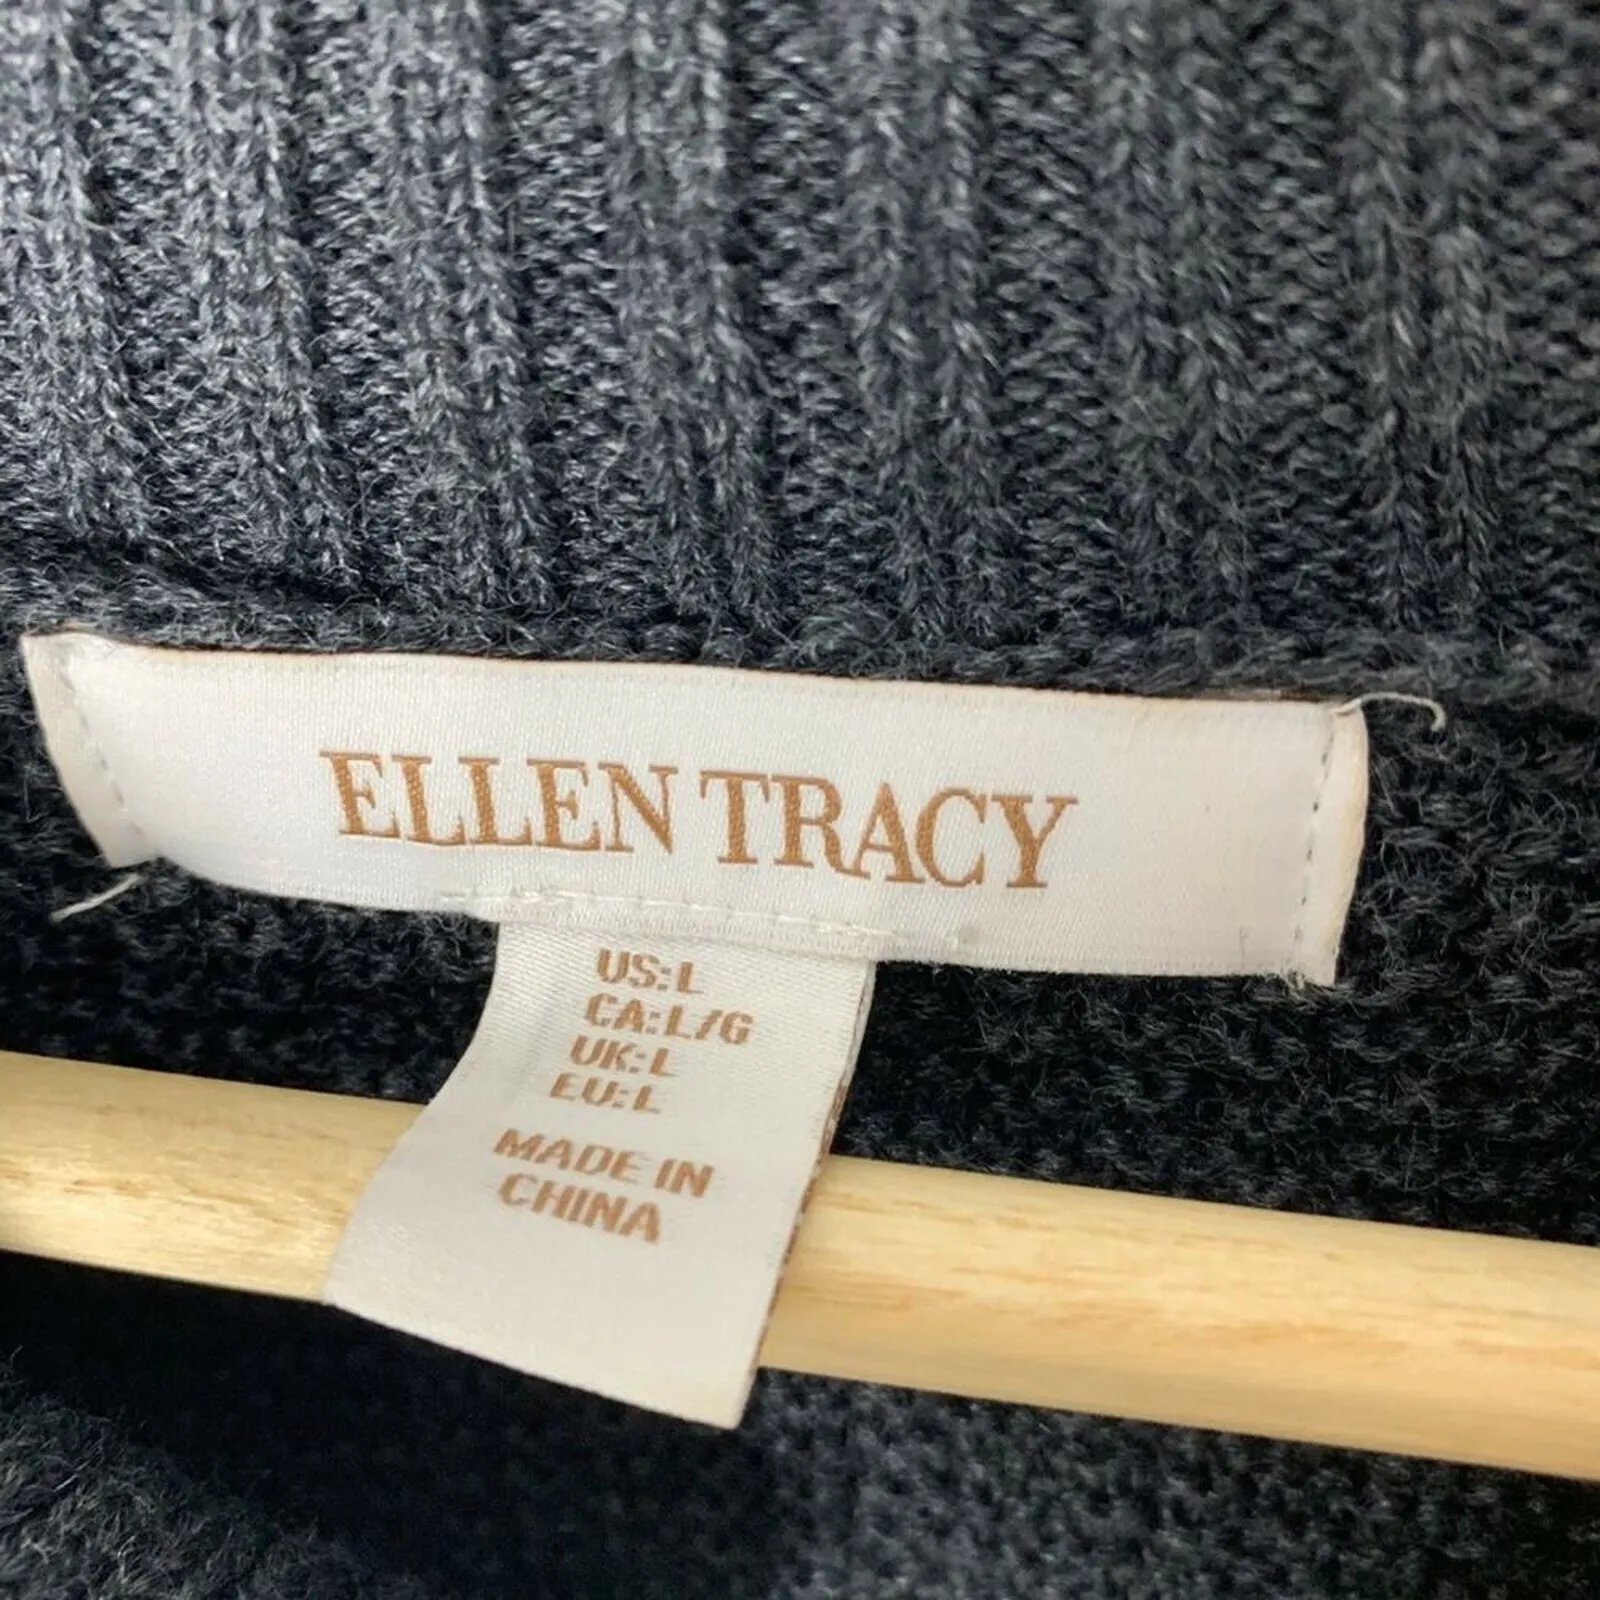 ELLEN TRACY
US:L
CA:L/G
UK:L
EU:L
MADE IN
CHINA